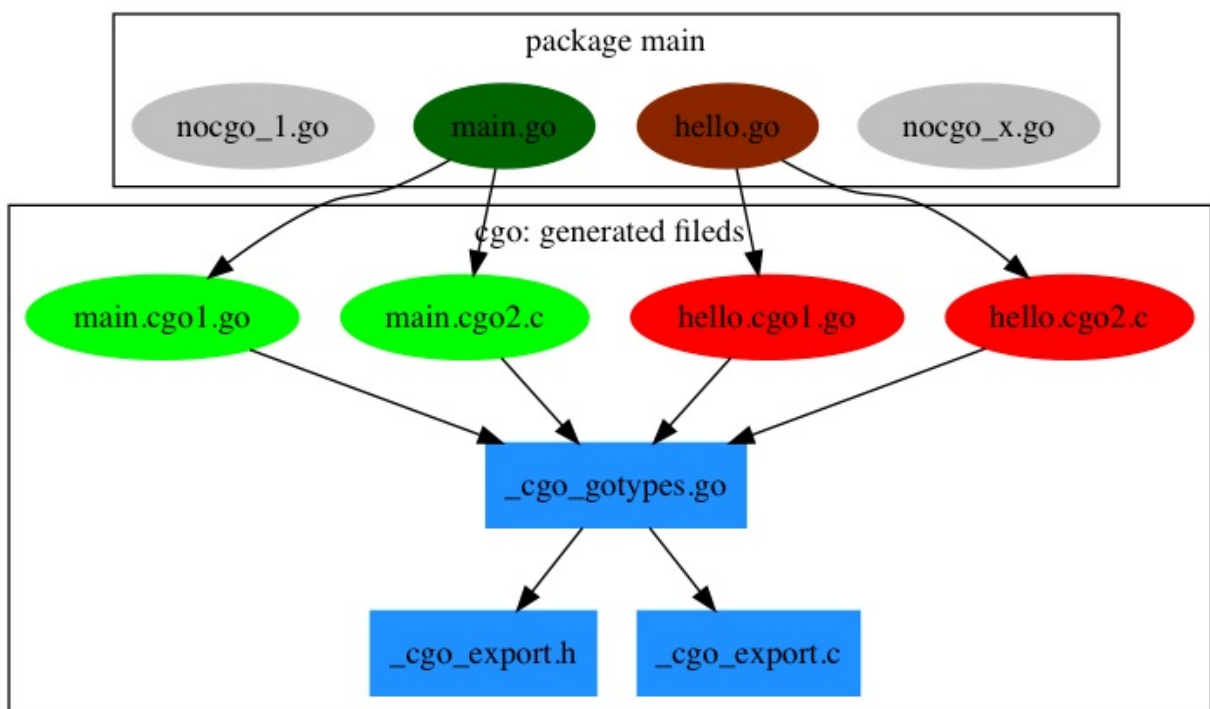 package main
nocgo_1.go
main.go
hello.go
nocgo_x.go
cgo: generated fileds
main.cgo1.go
main.cgo2.c
hello.cgo1.go
hello.cgo2.c
_cgo_gotypes.go
_cgo_export.h
_cgo_export.c